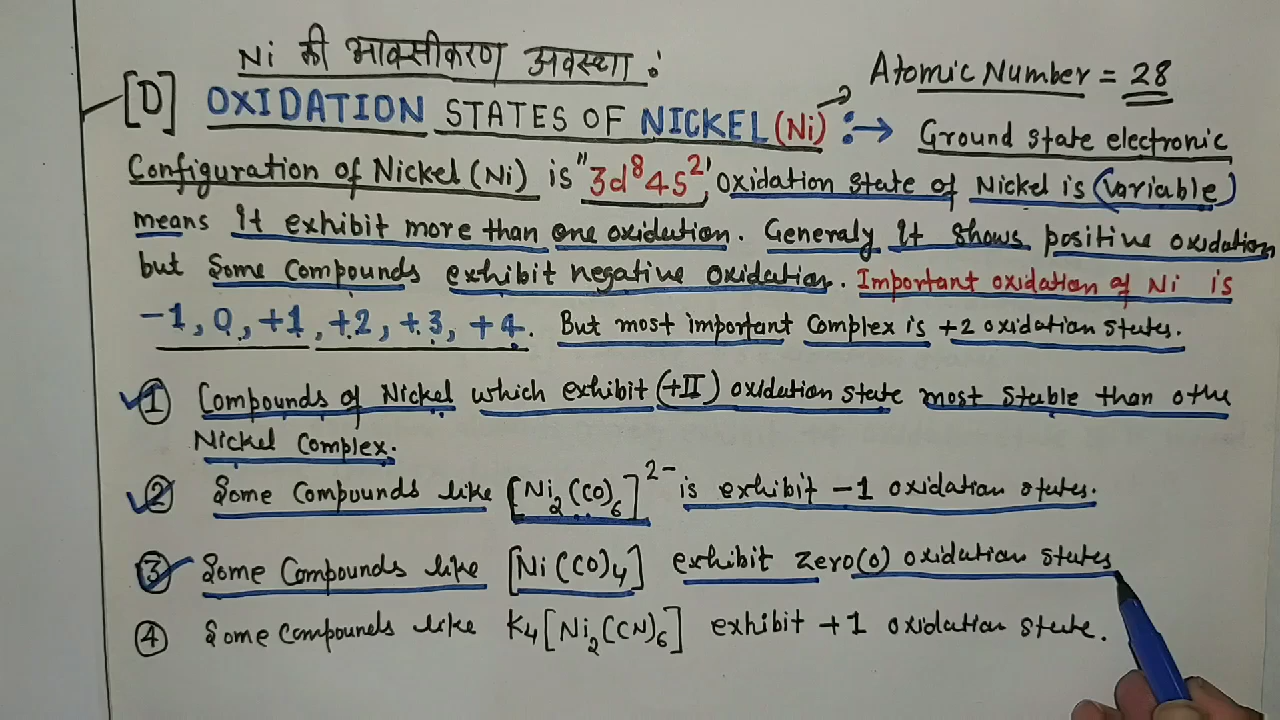 Ni की आक्सीकरण अवस्था :
Atomic Number = 28
[D] OXIDATION STATES OF NICKEL (Ni) :→ Ground state electronic
Configuration of Nickel (Ni) is "3d⁸4s²", Oxidation state of Nickel is (variable)
means It exhibit more than one oxidation. Generaly It shows positive oxidation
but Some Compounds exhibit negative oxidation. Important oxidation of Ni is
-1, 0, +1, +2, +3, +4. But most important Complex is +2 oxidation states.
① Compounds of Nickel which exhibit (+II) oxidation state most stable than othe
Nickel Complex.
② Some Compounds like [Ni₂(CO)₆]²⁻ is exhibit -1 oxidation states.
③ Some Compounds like [Ni(CO)₄] exhibit zero(0) oxidation states
④ Some Compounds like K₄[Ni₂(CN)₆] exhibit +1 oxidation state.